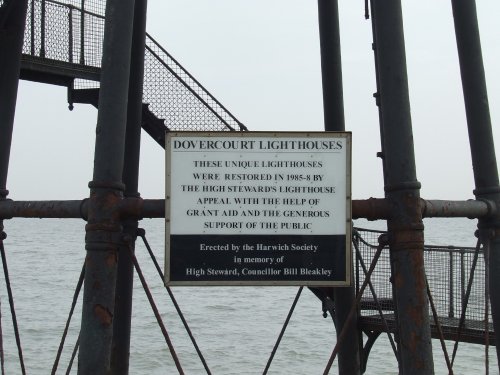 DOVERCOURT LIGHTHOUSES
THESE UNIQUE LIGHTHOUSES
WERE RESTORED IN 1985-8 BY
THE HIGH STEWARD'S LIGHTHOUSE
APPEAL WITH THE HELP OF
GRANT AID AND THE GENEROUS
SUPPORT OF THE PUBLIC
Erected by the Harwich Society
in memory of
High Steward, Councillor Bill Bleakley